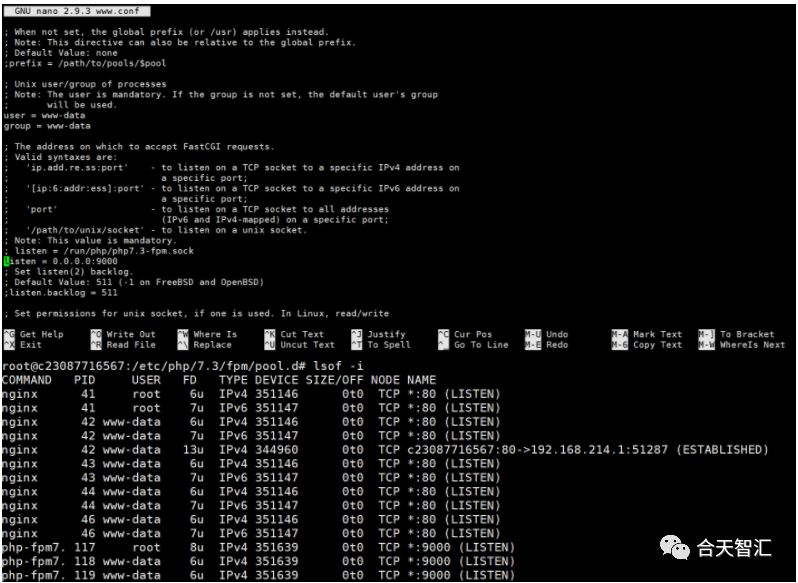 GNU nano 2.9.3 www.conf
; When not set, the global prefix (or /usr) applies instead.
; Note: This directive can also be relative to the global prefix.
; Default Value: none
;prefix = /path/to/pools/$pool
; Unix user/group of processes
; Note: The user is mandatory. If the group is not set, the default user's group
;       will be used.
user = www-data
group = www-data
; The address on which to accept FastCGI requests.
; Valid syntaxes are:
;   'ip.add.re.ss:port'    - to listen on a TCP socket to a specific IPv4 address on
;                            a specific port;
;   '[ip:6:addr:ess]:port' - to listen on a TCP socket to a specific IPv6 address on
;                            a specific port;
;   'port'                 - to listen on a TCP socket to all addresses
;                            (IPv6 and IPv4-mapped) on a specific port;
;   '/path/to/unix/socket' - to listen on a unix socket.
; Note: This value is mandatory.
; listen = /run/php/php7.3-fpm.sock
listen = 0.0.0.0:9000
; Set listen(2) backlog.
; Default Value: 511 (-1 on FreeBSD and OpenBSD)
;listen.backlog = 511
; Set permissions for unix socket, if one is used. In Linux, read/write
^G Get Help ^O Write Out ^W Where Is ^K Cut Text ^J Justify ^C Cur Pos M-U Undo M-A Mark Text M-] To Bracket
^X Exit ^R Read File ^\ Replace ^U Uncut Text ^T To Spell ^_ Go To Line M-E Redo M-6 Copy Text M-W WhereIs Next
root@c23087716567:/etc/php/7.3/fpm/pool.d# lsof -i
COMMAND PID USER FD TYPE DEVICE SIZE/OFF NODE NAME
nginx 41 root 6u IPv4 351146 0t0 TCP *:80 (LISTEN)
nginx 41 root 7u IPv6 351147 0t0 TCP *:80 (LISTEN)
nginx 42 www-data 6u IPv4 351146 0t0 TCP *:80 (LISTEN)
nginx 42 www-data 7u IPv6 351147 0t0 TCP *:80 (LISTEN)
nginx 42 www-data 13u IPv4 344960 0t0 TCP c23087716567:80->192.168.214.1:51287 (ESTABLISHED)
nginx 43 www-data 6u IPv4 351146 0t0 TCP *:80 (LISTEN)
nginx 43 www-data 7u IPv6 351147 0t0 TCP *:80 (LISTEN)
nginx 44 www-data 6u IPv4 351146 0t0 TCP *:80 (LISTEN)
nginx 44 www-data 7u IPv6 351147 0t0 TCP *:80 (LISTEN)
nginx 46 www-data 6u IPv4 351146 0t0 TCP *:80 (LISTEN)
nginx 46 www-data 7u IPv6 351147 0t0 TCP *:80 (LISTEN)
php-fpm7. 117 root 8u IPv4 351639 0t0 TCP *:9000 (LISTEN)
php-fpm7. 118 www-data 6u IPv4 351639 0t0 TCP *:9000 (LISTEN)
php-fpm7. 119 www-data 6u IPv4 351639 0t0 TCP *:9000 (LISTEN)
合天智汇